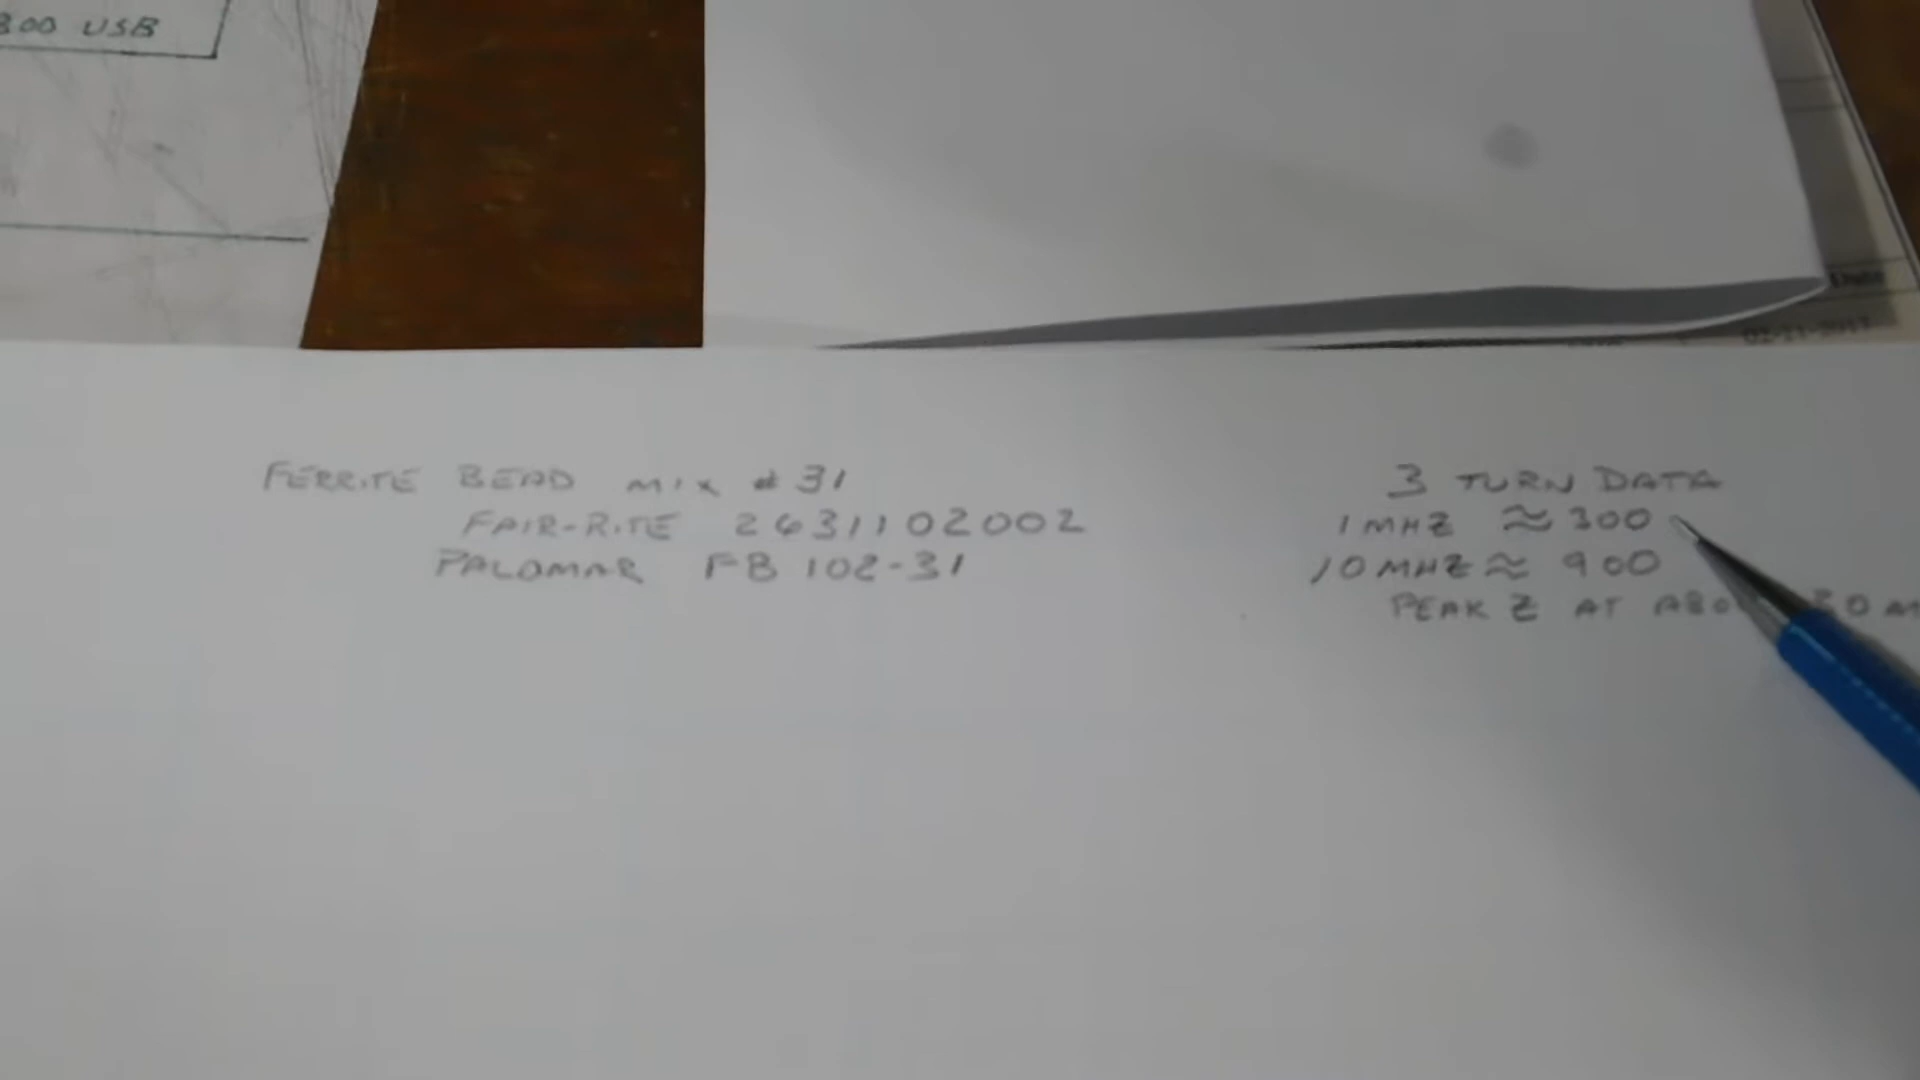 300 USB
FERRITE BEAD MIX # 31
FAIR-RITE 2631102002
PALOMAR FB 102-31
3 TURN DATA
1 MHZ ≈ 300
10 MHZ ≈ 900
PEAK Z AT